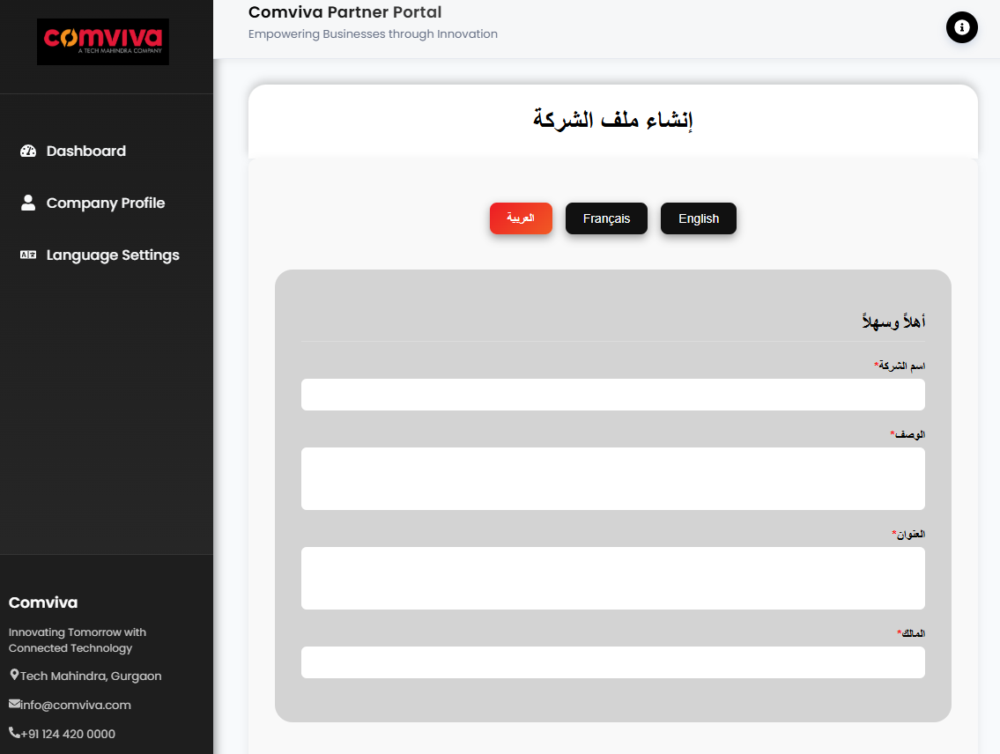 comviva
A TECH MAHINDRA COMPANY
Dashboard
Company Profile
Language Settings
Comviva
Innovating Tomorrow with
Connected Technology
Tech Mahindra, Gurgaon
info@comviva.com
+91 124 420 0000
Comviva Partner Portal
Empowering Businesses through Innovation
إنشاء ملف الشركة
العربية
Français
English
أهلاً وسهلاً
اسم الشركة*
الوصف*
العنوان*
المالك*